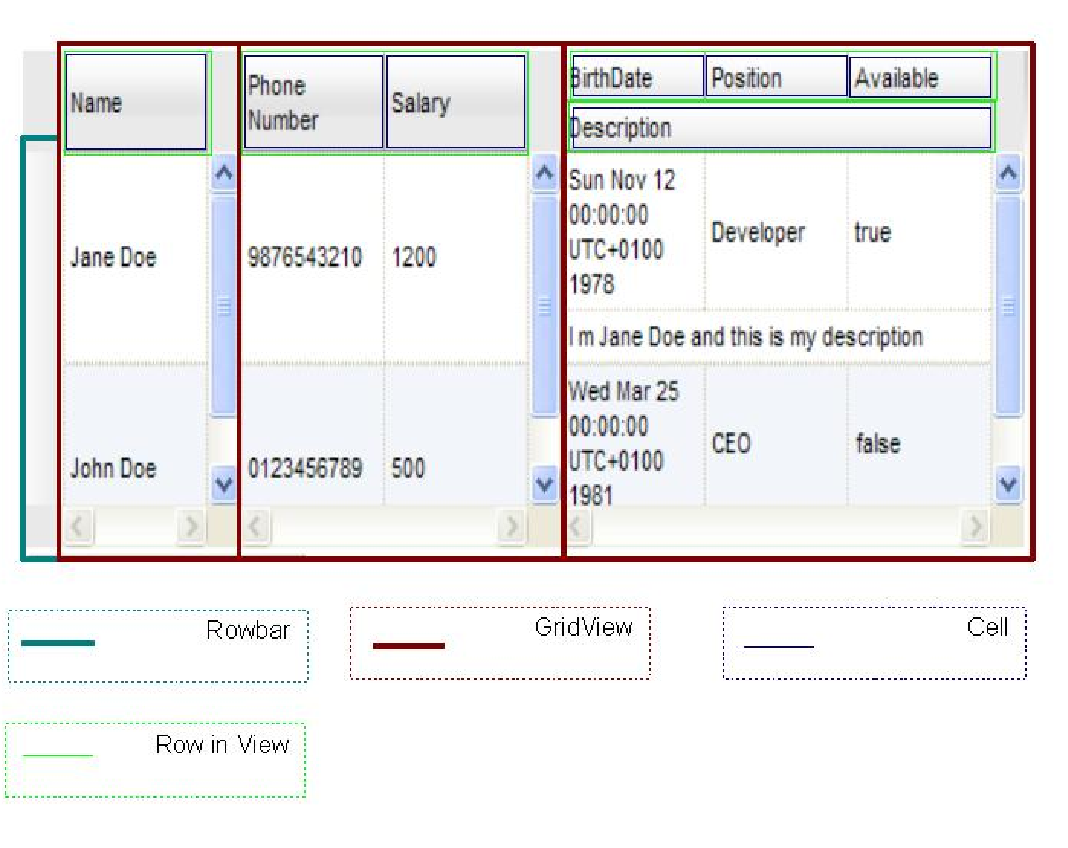 Name
Phone
Number
Salary
BirthDate
Position
Available
Description
Jane Doe
9876543210
1200
Sun Nov 12
00:00:00
UTC+0100
1978
Developer
true
I m Jane Doe and this is my description
John Doe
0123456789
500
Wed Mar 25
00:00:00
UTC+0100
1981
CEO
false
Rowbar
GridView
Cell
Row in View